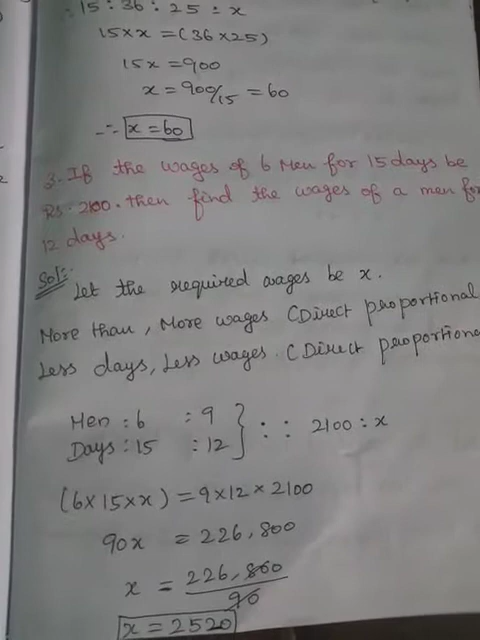 ∴ 15 : 36 : 25 : x
15 × x = (36 × 25)
15x = 900
x = 900/15 = 60
∴ x = 60
3. If the wages of 6 Men for 15 days be
Rs. 2100. then find the wages of a men for
12 days.
Sol:
Let the required wages be x.
More than, More wages (Direct proportional
Less days, Less wages. (Direct proportiona
Men : 6 : 9
Days : 15 : 12 } : : 2100 : x
(6 × 15 × x) = 9 × 12 × 2100
90x = 226,800
x = 226,800/90
x = 2520